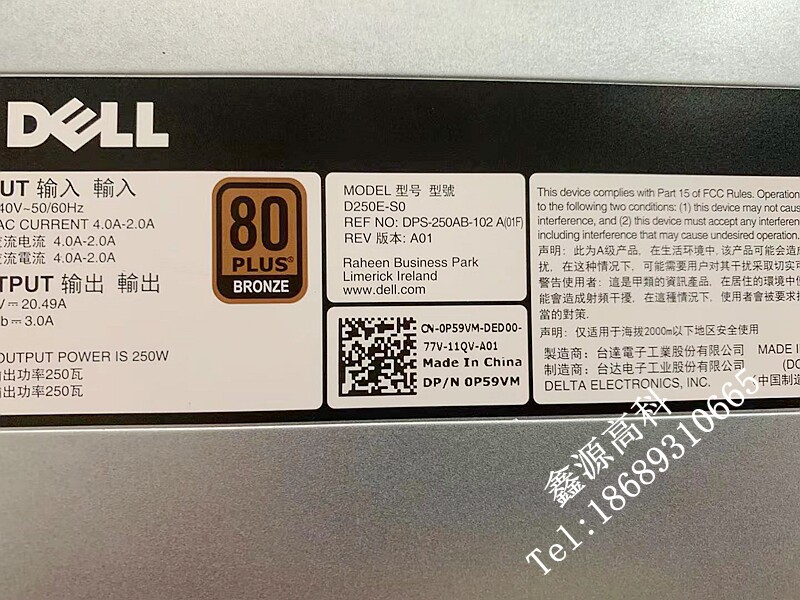 DELL
UT 输入 輸入
40V~50/60Hz
AC CURRENT 4.0A-2.0A
流电流 4.0A-2.0A
流電流 4.0A-2.0A
TPUT 输出 輸出
V⎓20.49A
b⎓3.0A
OUTPUT POWER IS 250W
出功率250瓦
出功率250瓦
80
PLUS®
BRONZE
MODEL 型号 型號
D250E-S0
REF NO: DPS-250AB-102 A(01F)
REV 版本: A01
Raheen Business Park
Limerick Ireland
www.dell.com
CN-0P59VM-DED00-
77V-11QV-A01
Made In China
DP/N 0P59VM
This device complies with Part 15 of FCC Rules. Operation
to the following two conditions: (1) this device may not cause
interference, and (2) this device must accept any interference
including interference that may cause undesired operation.
声明: 此为A级产品, 在生活环境中, 该产品可能会造
扰, 在这种情况下, 可能需要用户对其干扰采取切实可
警告使用者: 這是甲類的資訊產品, 在居住的環境中使
能會造成射頻干擾, 在這種情況下, 使用者會被要求採
當的對策.
声明: 仅适用于海拔2000m以下地区安全使用
製造商: 台達電子工業股份有限公司 MADE IN
制造商: 台达电子工业股份有限公司 (DC
DELTA ELECTRONICS, INC. 中国制造
鑫源高科
Tel:18689310665